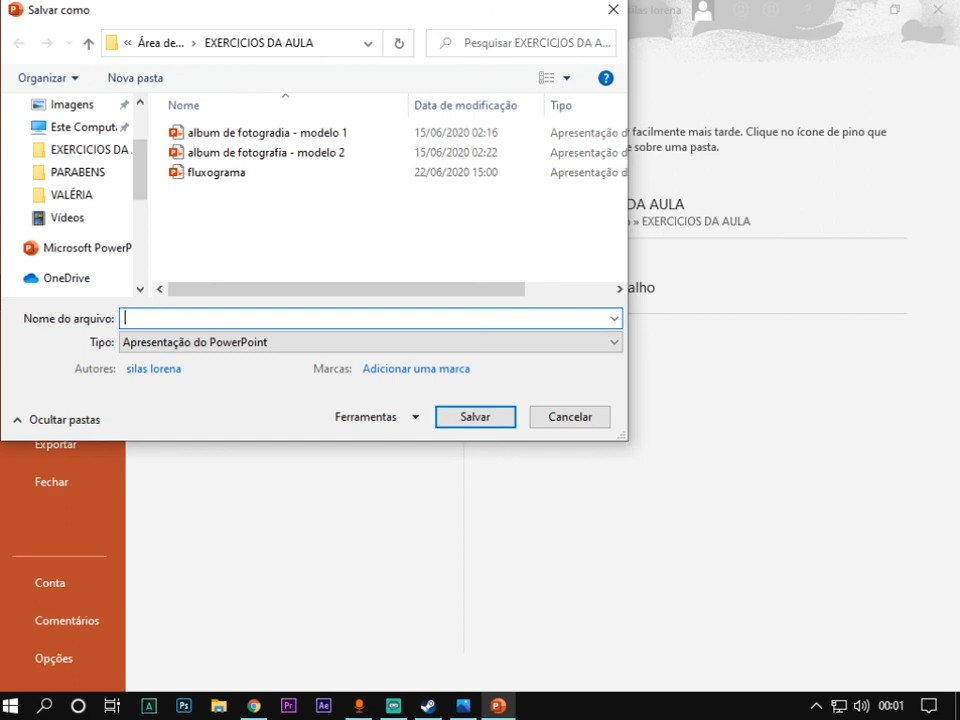 Salvar como
silas lorena
« Área de... › EXERCICIOS DA AULA
Pesquisar EXERCICIOS DA A...
Organizar
Nova pasta
Imagens
Este Comput
EXERCICIOS DA
PARABENS
VALÉRIA
Vídeos
Microsoft PowerP
OneDrive
Nome
Data de modificação
Tipo
album de fotogradia - modelo 1
15/06/2020 02:16
Apresentação d
album de fotografia - modelo 2
15/06/2020 02:22
Apresentação d
fluxograma
22/06/2020 15:00
Apresentação d
facilmente mais tarde. Clique no ícone de pino que
e sobre uma pasta.
DA AULA
» EXERCICIOS DA AULA
alho
Nome do arquivo:
Tipo: Apresentação do PowerPoint
Autores: silas lorena
Marcas: Adicionar uma marca
Ocultar pastas
Ferramentas
Salvar
Cancelar
Exportar
Fechar
Conta
Comentários
Opções
00:01